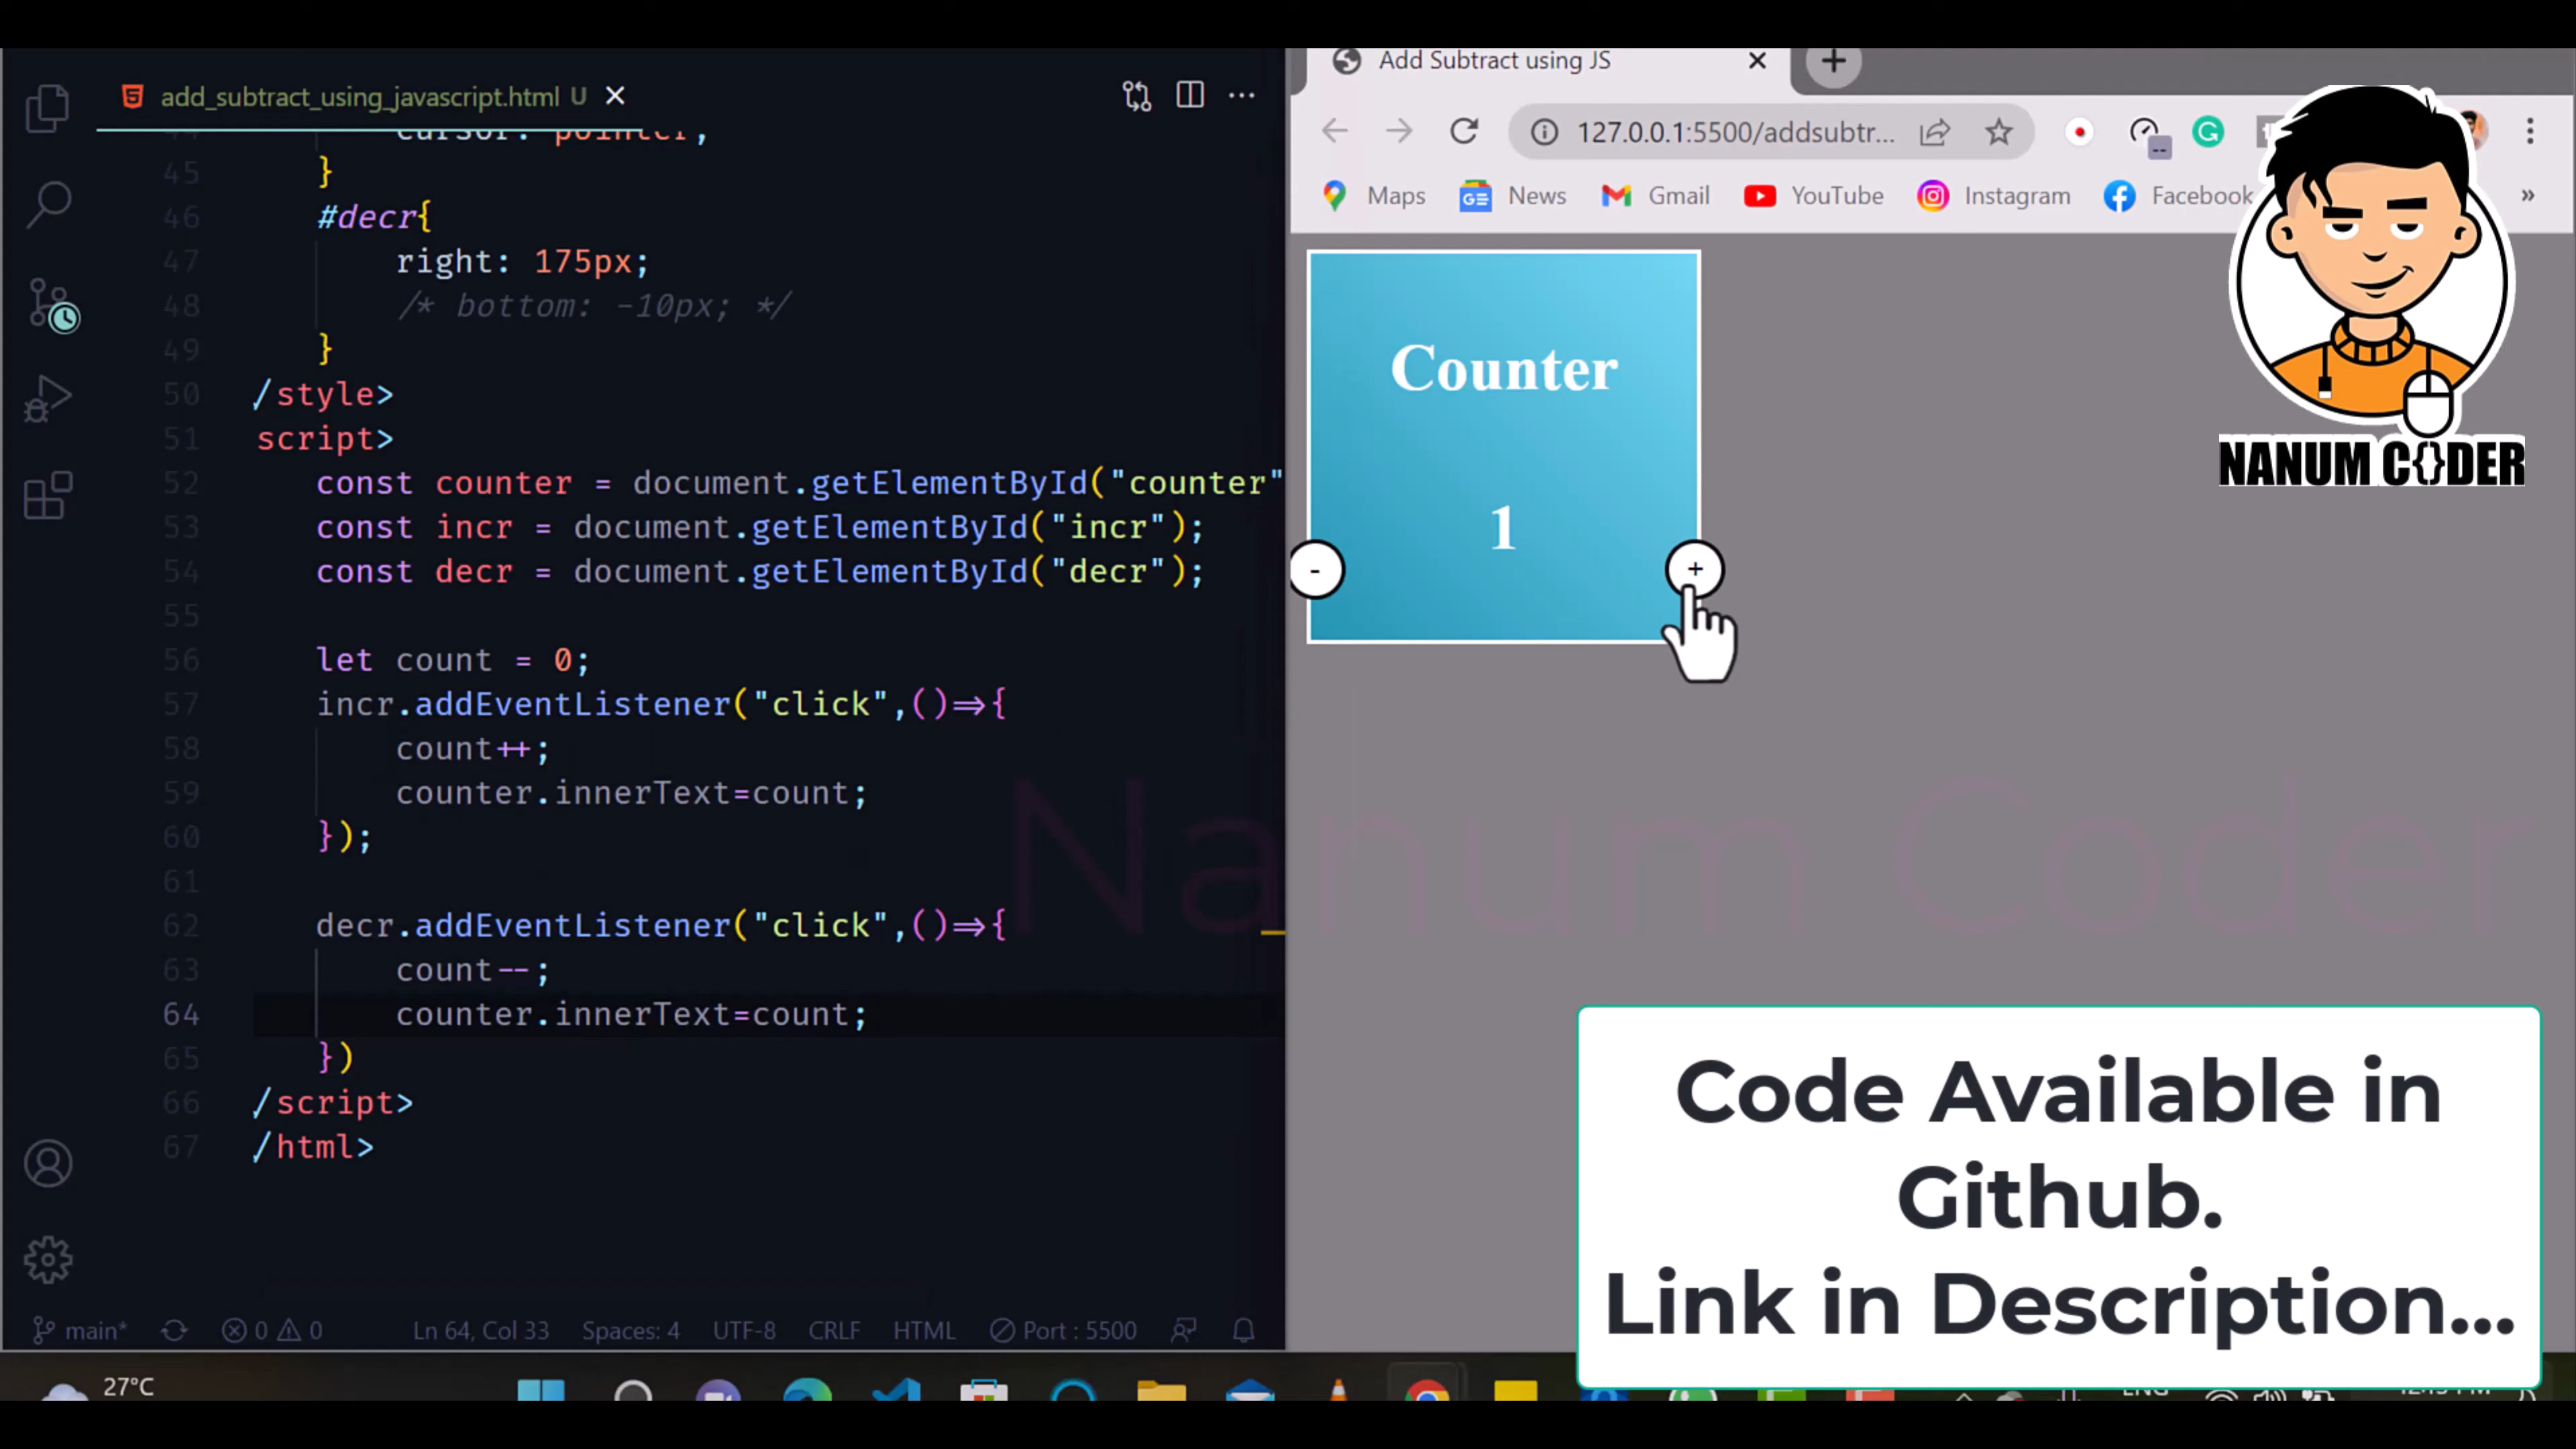 add_subtract_using_javascript.html U
cursor: pointer;
45 }
46 #decr{
47 right: 175px;
48 /* bottom: -10px; */
49 }
50 /style>
51 script>
52 const counter = document.getElementById("counter"
53 const incr = document.getElementById("incr");
54 const decr = document.getElementById("decr");
55
56 let count = 0;
57 incr.addEventListener("click",()=>{
58 count++;
59 counter.innerText=count;
60 });
61
62 decr.addEventListener("click",()=>{
63 count--;
64 counter.innerText=count;
65 })
66 /script>
67 /html>
main* 0 0 Ln 64, Col 33 Spaces: 4 UTF-8 CRLF HTML Port : 5500
27°C
Add Subtract using JS
127.0.0.1:5500/addsubtr...
Maps News Gmail YouTube Instagram Facebook »
NANUM C{}DER
Counter
1
- +
Nanum Coder
Code Available in
Github.
Link in Description...